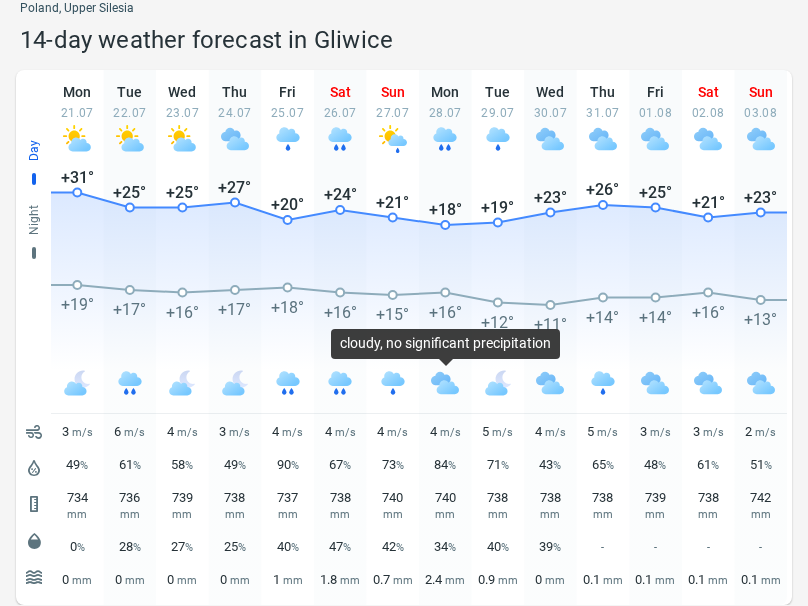 Poland, Upper Silesia
14-day weather forecast in Gliwice
Mon Tue Wed Thu Fri Sat Sun Mon Tue Wed Thu Fri Sat Sun
21.07 22.07 23.07 24.07 25.07 26.07 27.07 28.07 29.07 30.07 31.07 01.08 02.08 03.08
Day
+31° +25° +25° +27° +20° +24° +21° +18° +19° +23° +26° +25° +21° +23°
Night
+19° +17° +16° +17° +18° +16° +15° +16° +12° +11° +14° +14° +16° +13°
cloudy, no significant precipitation
3 m/s 6 m/s 4 m/s 3 m/s 4 m/s 4 m/s 4 m/s 4 m/s 5 m/s 4 m/s 5 m/s 3 m/s 3 m/s 2 m/s
49% 61% 58% 49% 90% 67% 73% 84% 71% 43% 65% 48% 61% 51%
734 736 739 738 737 738 740 740 738 738 738 739 738 742
mm mm mm mm mm mm mm mm mm mm mm mm mm mm
0% 28% 27% 25% 40% 47% 42% 34% 40% 39% - - - -
0 mm 0 mm 0 mm 0 mm 1 mm 1.8 mm 0.7 mm 2.4 mm 0.9 mm 0 mm 0.1 mm 0.1 mm 0.1 mm 0.1 mm